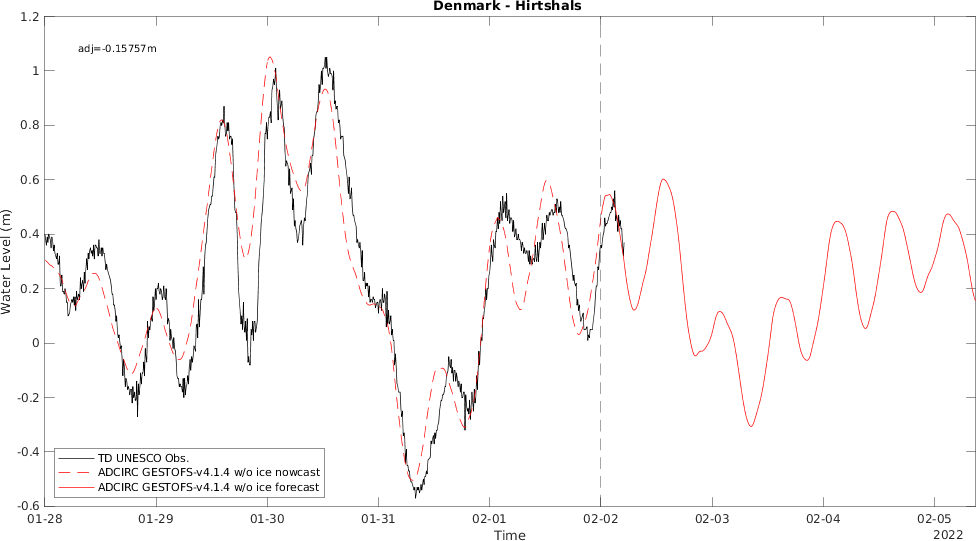 Denmark - Hirtshals
1.2
1
0.8
0.6
0.4
0.2
0
-0.2
-0.4
-0.6
Water Level (m)
adj=-0.15757m
TD UNESCO Obs.
ADCIRC GESTOFS-v4.1.4 w/o ice nowcast
ADCIRC GESTOFS-v4.1.4 w/o ice forecast
01-28 01-29 01-30 01-31 02-01 02-02 02-03 02-04 02-05
Time
2022